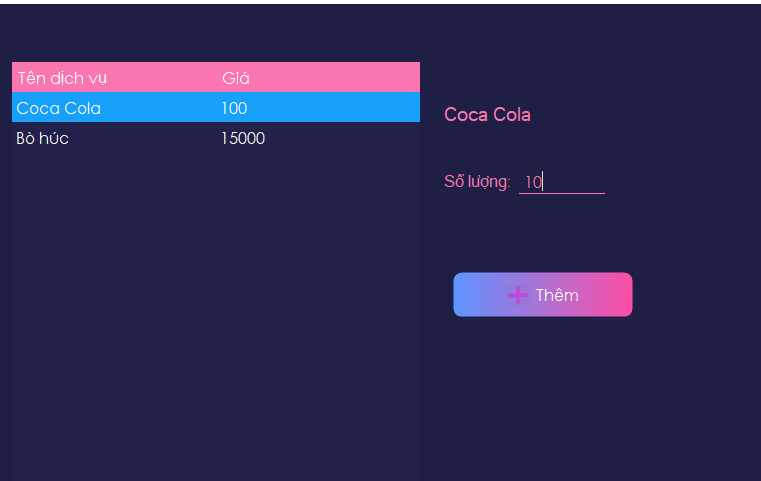 Tên dịch vụ Giá
Coca Cola 100
Bò húc 15000
Coca Cola
Số lượng: 10
Thêm